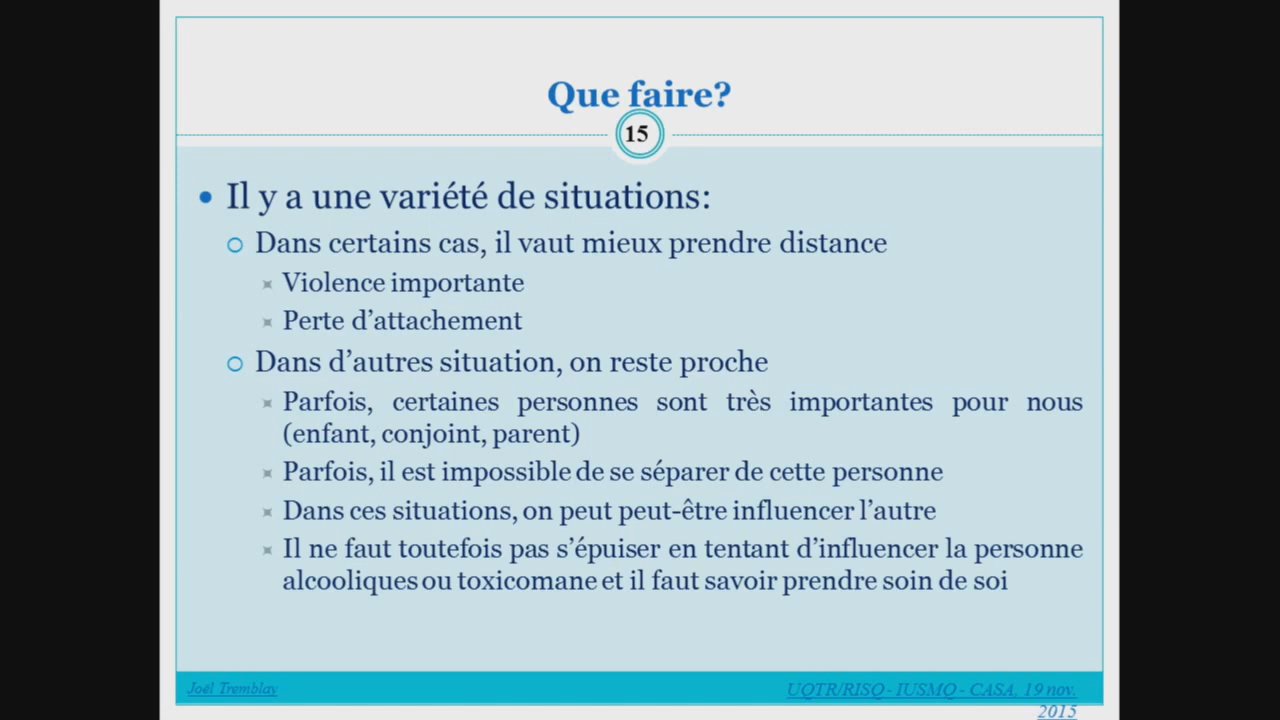 Que faire?
15
Il y a une variété de situations:
Dans certains cas, il vaut mieux prendre distance
Violence importante
Perte d'attachement
Dans d'autres situation, on reste proche
Parfois, certaines personnes sont très importantes pour nous
(enfant, conjoint, parent)
Parfois, il est impossible de se séparer de cette personne
Dans ces situations, on peut peut-être influencer l'autre
Il ne faut toutefois pas s'épuiser en tentant d'influencer la personne
alcooliques ou toxicomane et il faut savoir prendre soin de soi
Joël Tremblay
UQTR/RISQ - IUSMQ - CASA, 19 nov.
2015